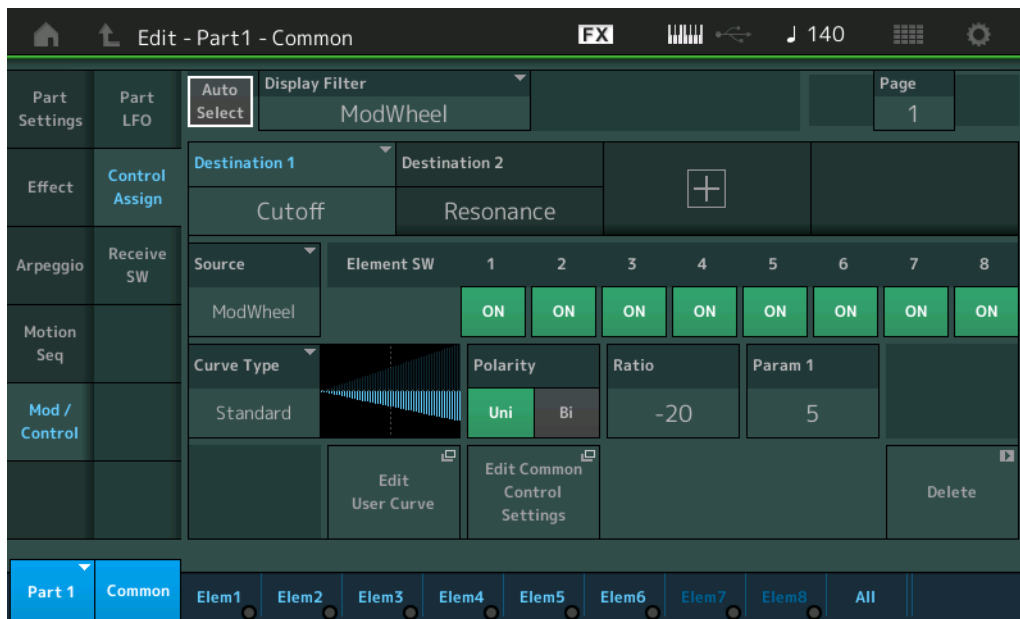 Edit - Part1 - Common FX 140
Part Settings
Part LFO
Auto Select
Display Filter
ModWheel
Page
1
Effect
Control Assign
Destination 1
Cutoff
Destination 2
Resonance
Arpeggio
Receive SW
Source
ModWheel
Element SW 1 2 3 4 5 6 7 8
ON ON ON ON ON ON ON ON
Motion Seq
Curve Type
Standard
Polarity
Uni Bi
Ratio
-20
Param 1
5
Mod / Control
Edit User Curve
Edit Common Control Settings
Delete
Part 1 Common Elem1 Elem2 Elem3 Elem4 Elem5 Elem6 Elem7 Elem8 All